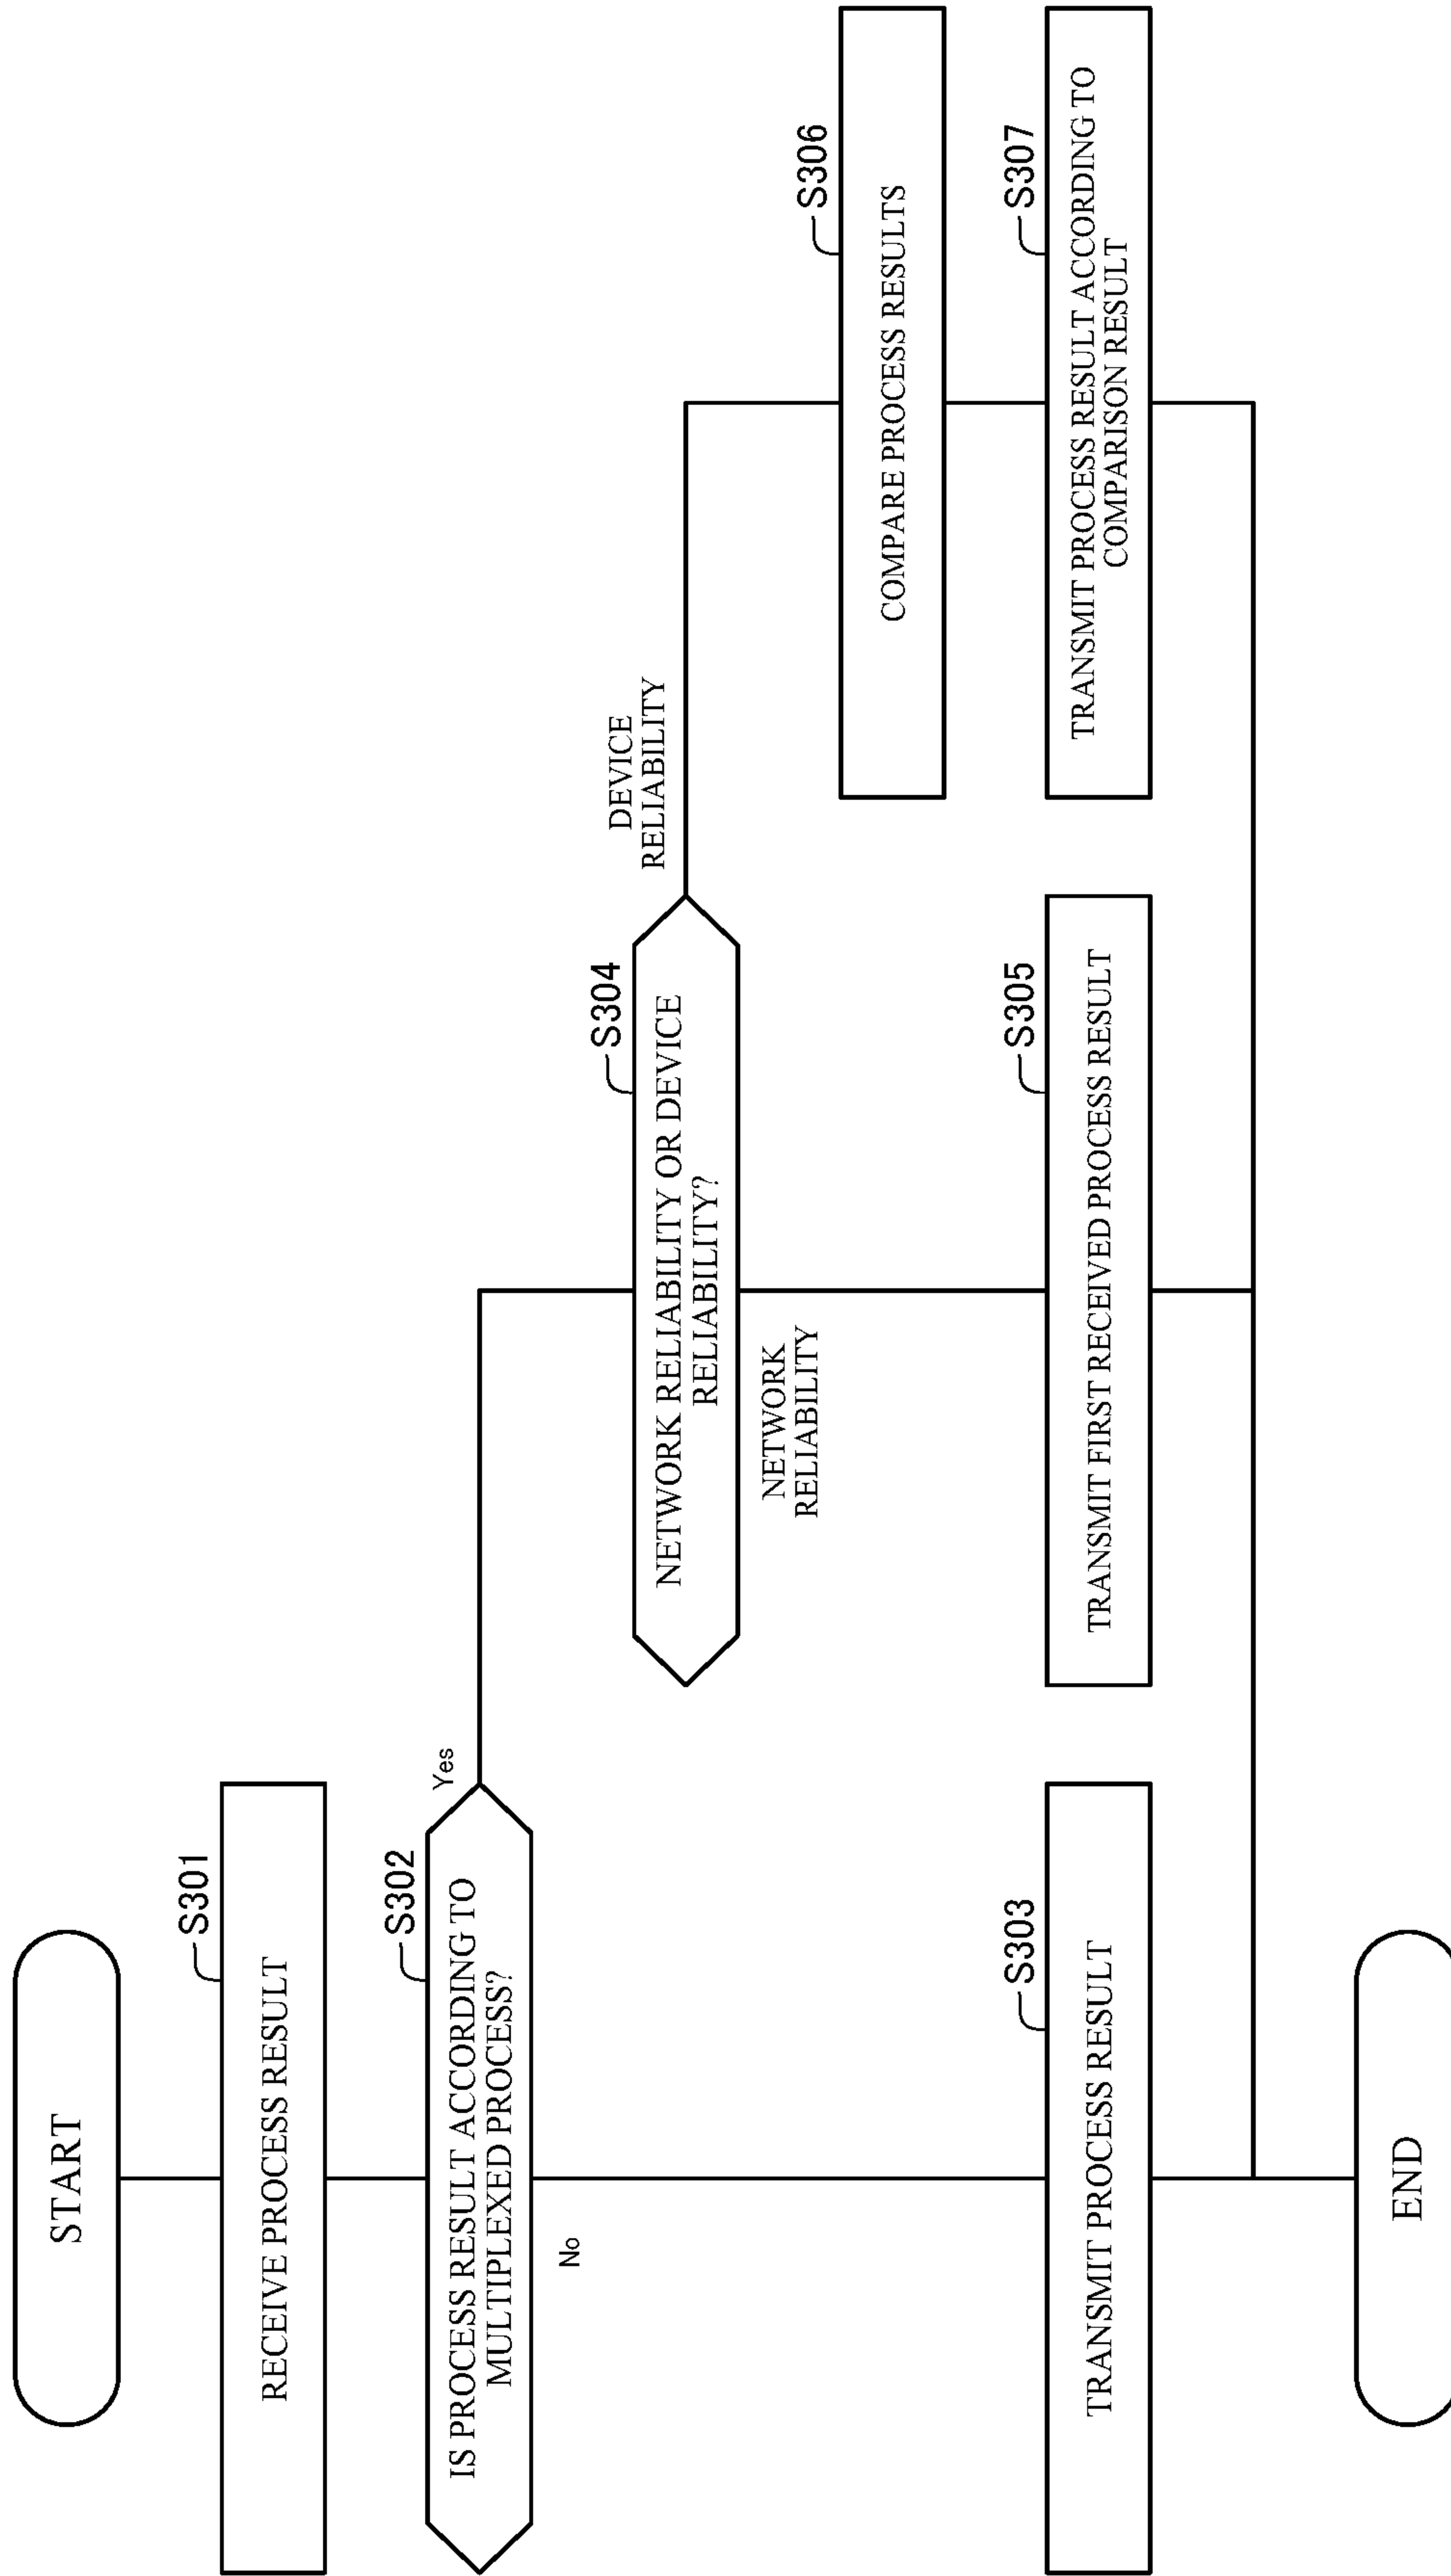 START
S301
RECEIVE PROCESS RESULT
S302
IS PROCESS RESULT ACCORDING TO
MULTIPLEXED PROCESS?
Yes
No
S304
NETWORK RELIABILITY OR DEVICE
RELIABILITY?
DEVICE
RELIABILITY
NETWORK
RELIABILITY
S306
COMPARE PROCESS RESULTS
S303
TRANSMIT PROCESS RESULT
S305
TRANSMIT FIRST RECEIVED PROCESS RESULT
S307
TRANSMIT PROCESS RESULT ACCORDING TO
COMPARISON RESULT
END